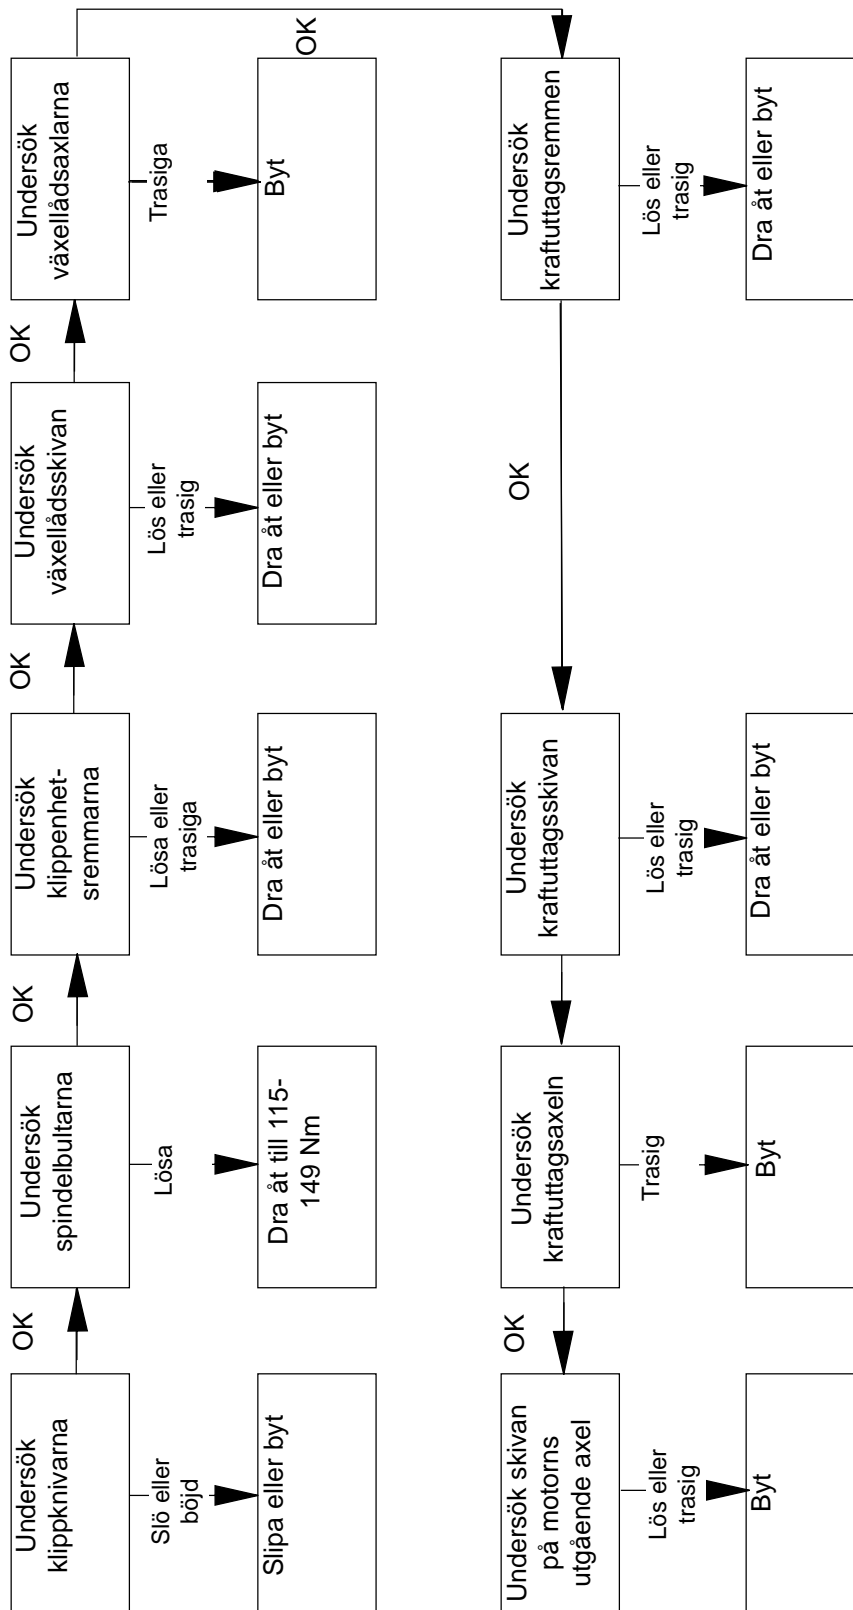 Undersök
klippknivarna
OK
Undersök
spindelbultarna
OK
Undersök
klippenhet-
sremmarna
OK
Undersök
växellådsskivan
OK
Undersök
växellådsaxlarna
OK
Slö eller
böjd
Lösa
Lösa eller
trasiga
Lös eller
trasig
Trasiga
Slipa eller byt
Dra åt till 115-
149 Nm
Dra åt eller byt
Dra åt eller byt
Byt
Undersök skivan
på motorns
utgående axel
OK
Undersök
kraftuttagsaxeln
Undersök
kraftuttagsskivan
OK
Undersök
kraftuttagsremmen
Lös eller
trasig
Trasig
Lös eller
trasig
Lös eller
trasig
Byt
Byt
Dra åt eller byt
Dra åt eller byt